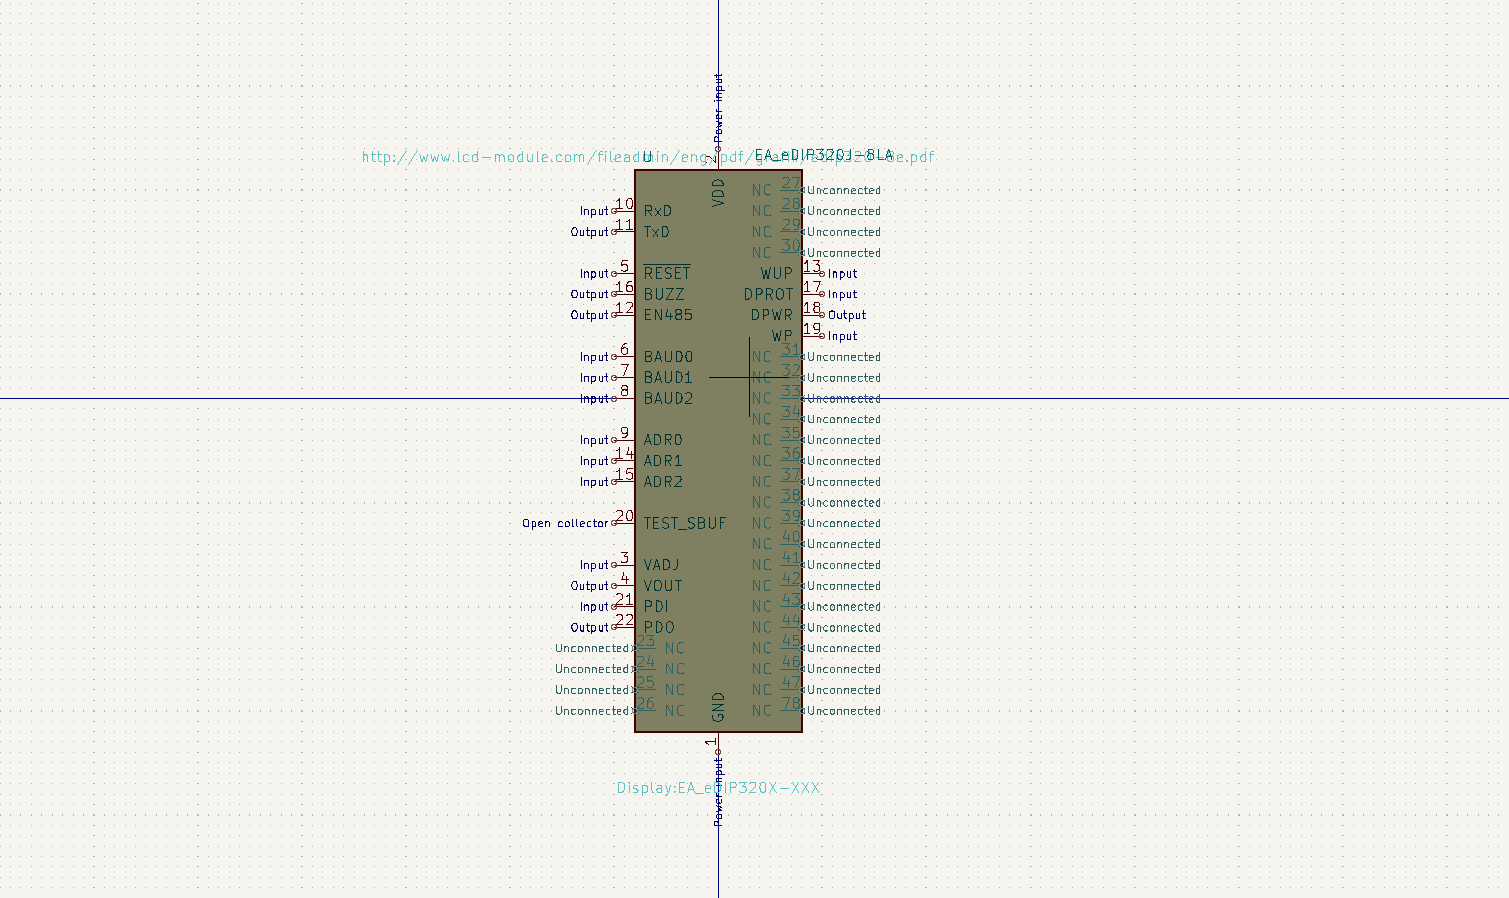 Power input
http://www.lcd-module.com/fileadmin/eng/pdf/grafik/edip320-8e.pdf
U
EA_eDIP320J-8LA
2
VDD
NC 27 Unconnected
Input 10 RxD
NC 28 Unconnected
Output 11 TxD
NC 29 Unconnected
NC 30 Unconnected
Input 5 RESET
WUP 13 Input
Output 16 BUZZ
DPROT 17 Input
Output 12 EN485
DPWR 18 Output
WP 19 Input
Input 6 BAUD0
NC 31 Unconnected
Input 7 BAUD1
NC 32 Unconnected
Input 8 BAUD2
NC 33 Unconnected
NC 34 Unconnected
Input 9 ADR0
NC 35 Unconnected
Input 14 ADR1
NC 36 Unconnected
Input 15 ADR2
NC 37 Unconnected
NC 38 Unconnected
Open collector 20 TEST_SBUF
NC 39 Unconnected
NC 40 Unconnected
Input 3 VADJ
NC 41 Unconnected
Output 4 VOUT
NC 42 Unconnected
Input 21 PDI
NC 43 Unconnected
Output 22 PDO
NC 44 Unconnected
Unconnected 23 NC
NC 45 Unconnected
Unconnected 24 NC
NC 46 Unconnected
Unconnected 25 NC
NC 47 Unconnected
Unconnected 26 NC
NC 78 Unconnected
GND
1
Power input
Display:EA_eDIP320X-XXX